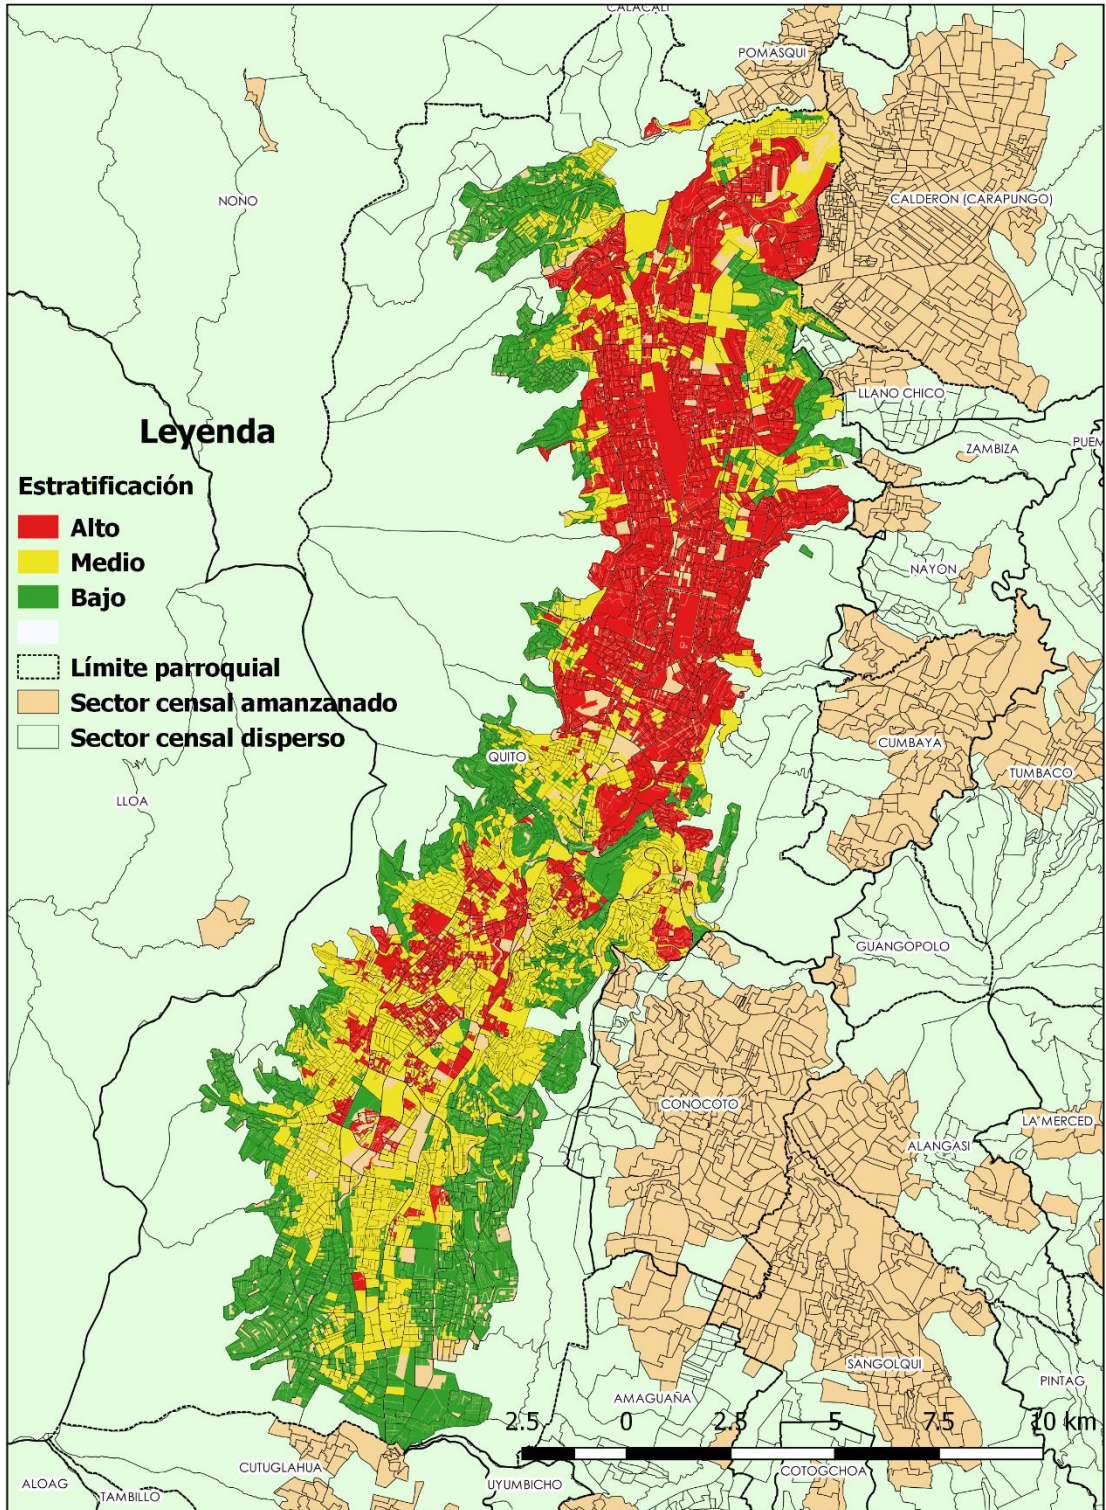 CALACALI
POMASQUI
NONO
CALDERON (CARAPUNGO)
LLANO CHICO
ZAMBIZA
PUEM
NAYON
Leyenda
Estratificación
Alto
Medio
Bajo
Límite parroquial
Sector censal amanzanado
Sector censal disperso
QUITO
CUMBAYA
TUMBACO
LLOA
GUANGOPOLO
CONOCOTO
LA MERCED
ALANGASI
SANGOLQUI
PINTAG
AMAGUAÑA
2.5 0 2.5 5 7.5 10 km
CUTUGLAHUA
COTOGCHOA
ALOAG
UYUMBICHO
TAMBILLO